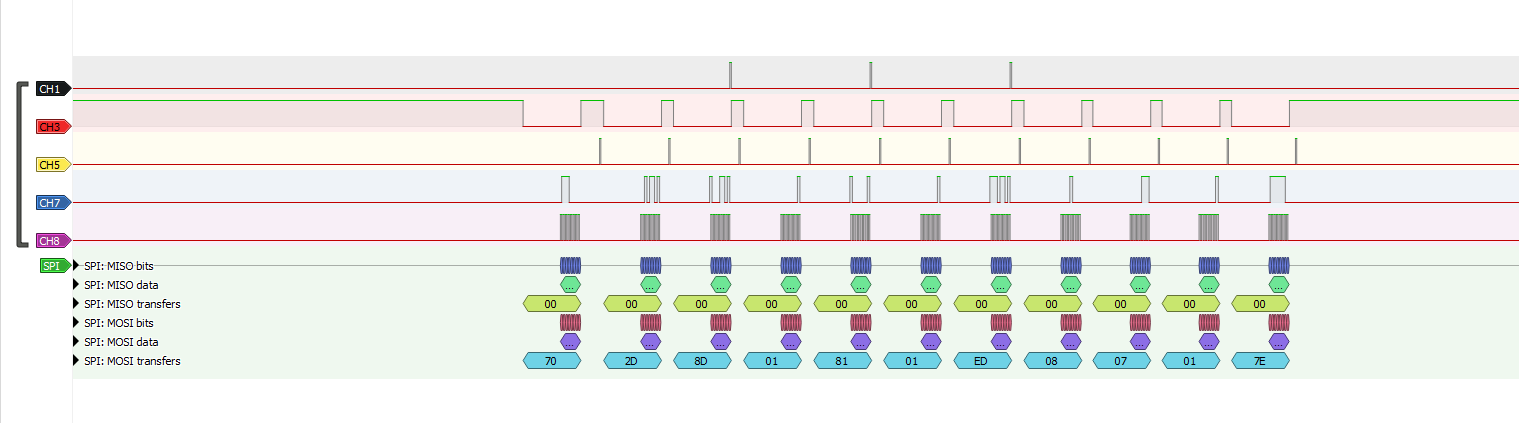 CH1
CH3
CH5
CH7
CH8
SPI SPI: MISO bits
SPI: MISO data ... ... ... ... ... ... ... ... ... ... ...
SPI: MISO transfers 00 00 00 00 00 00 00 00 00 00 00
SPI: MOSI bits
SPI: MOSI data ... ... ... ... ... ... ... ... ... ... ...
SPI: MOSI transfers 70 2D 8D 01 81 01 ED 08 07 01 7E